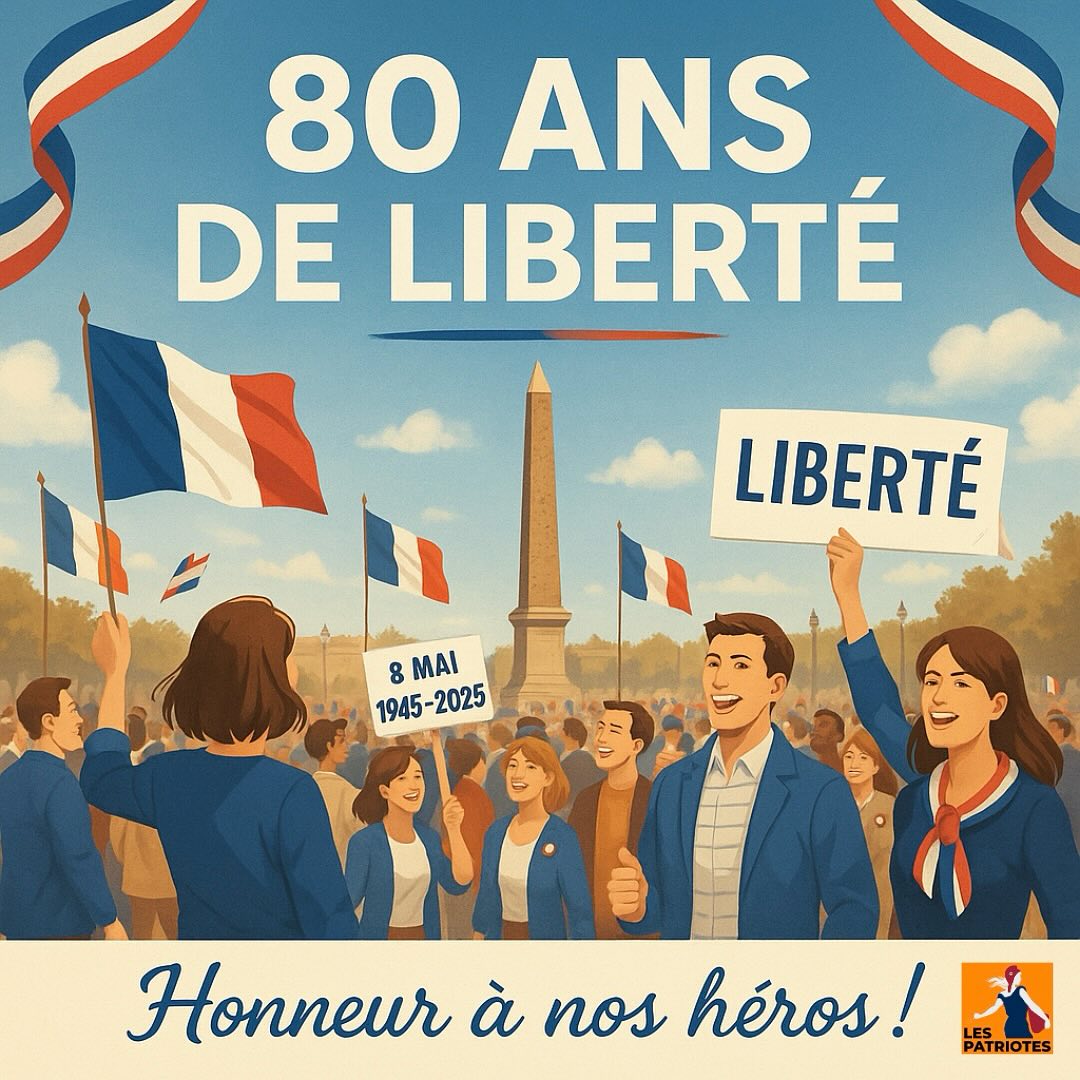 80 ANS
DE LIBERTÉ
LIBERTÉ
8 MAI
1945-2025
Honneur à nos héros !
LES
PATRIOTES